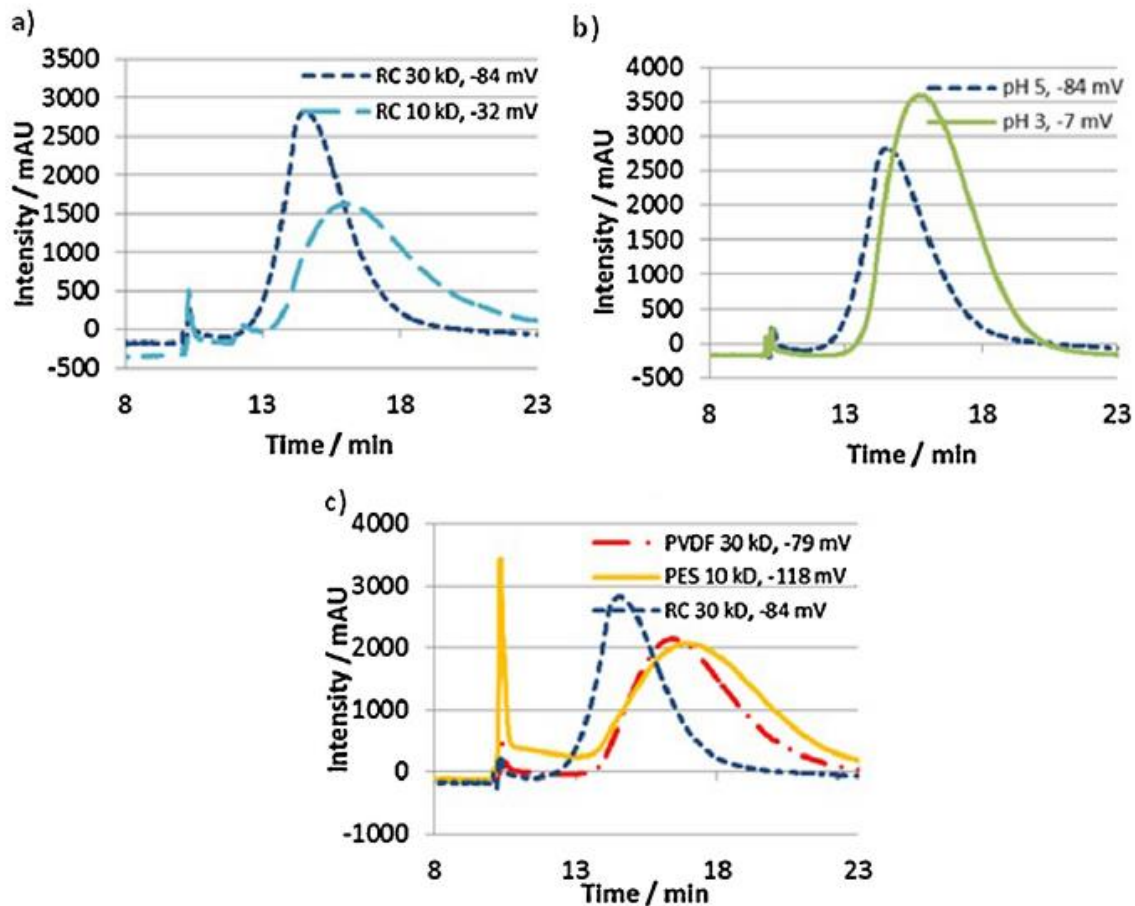 a)
3500
3000
2500
2000
1500
1000
500
0
-500
Intensity / mAU
RC 30 kD, -84 mV
RC 10 kD, -32 mV
8 13 18 23
Time / min
b)
4000
3500
3000
2500
2000
1500
1000
500
0
-500
Intensity / mAU
pH 5, -84 mV
pH 3, -7 mV
8 13 18 23
Time / min
c)
4000
3000
2000
1000
0
-1000
Intensity / mAU
PVDF 30 kD, -79 mV
PES 10 kD, -118 mV
RC 30 kD, -84 mV
8 13 18 23
Time / min